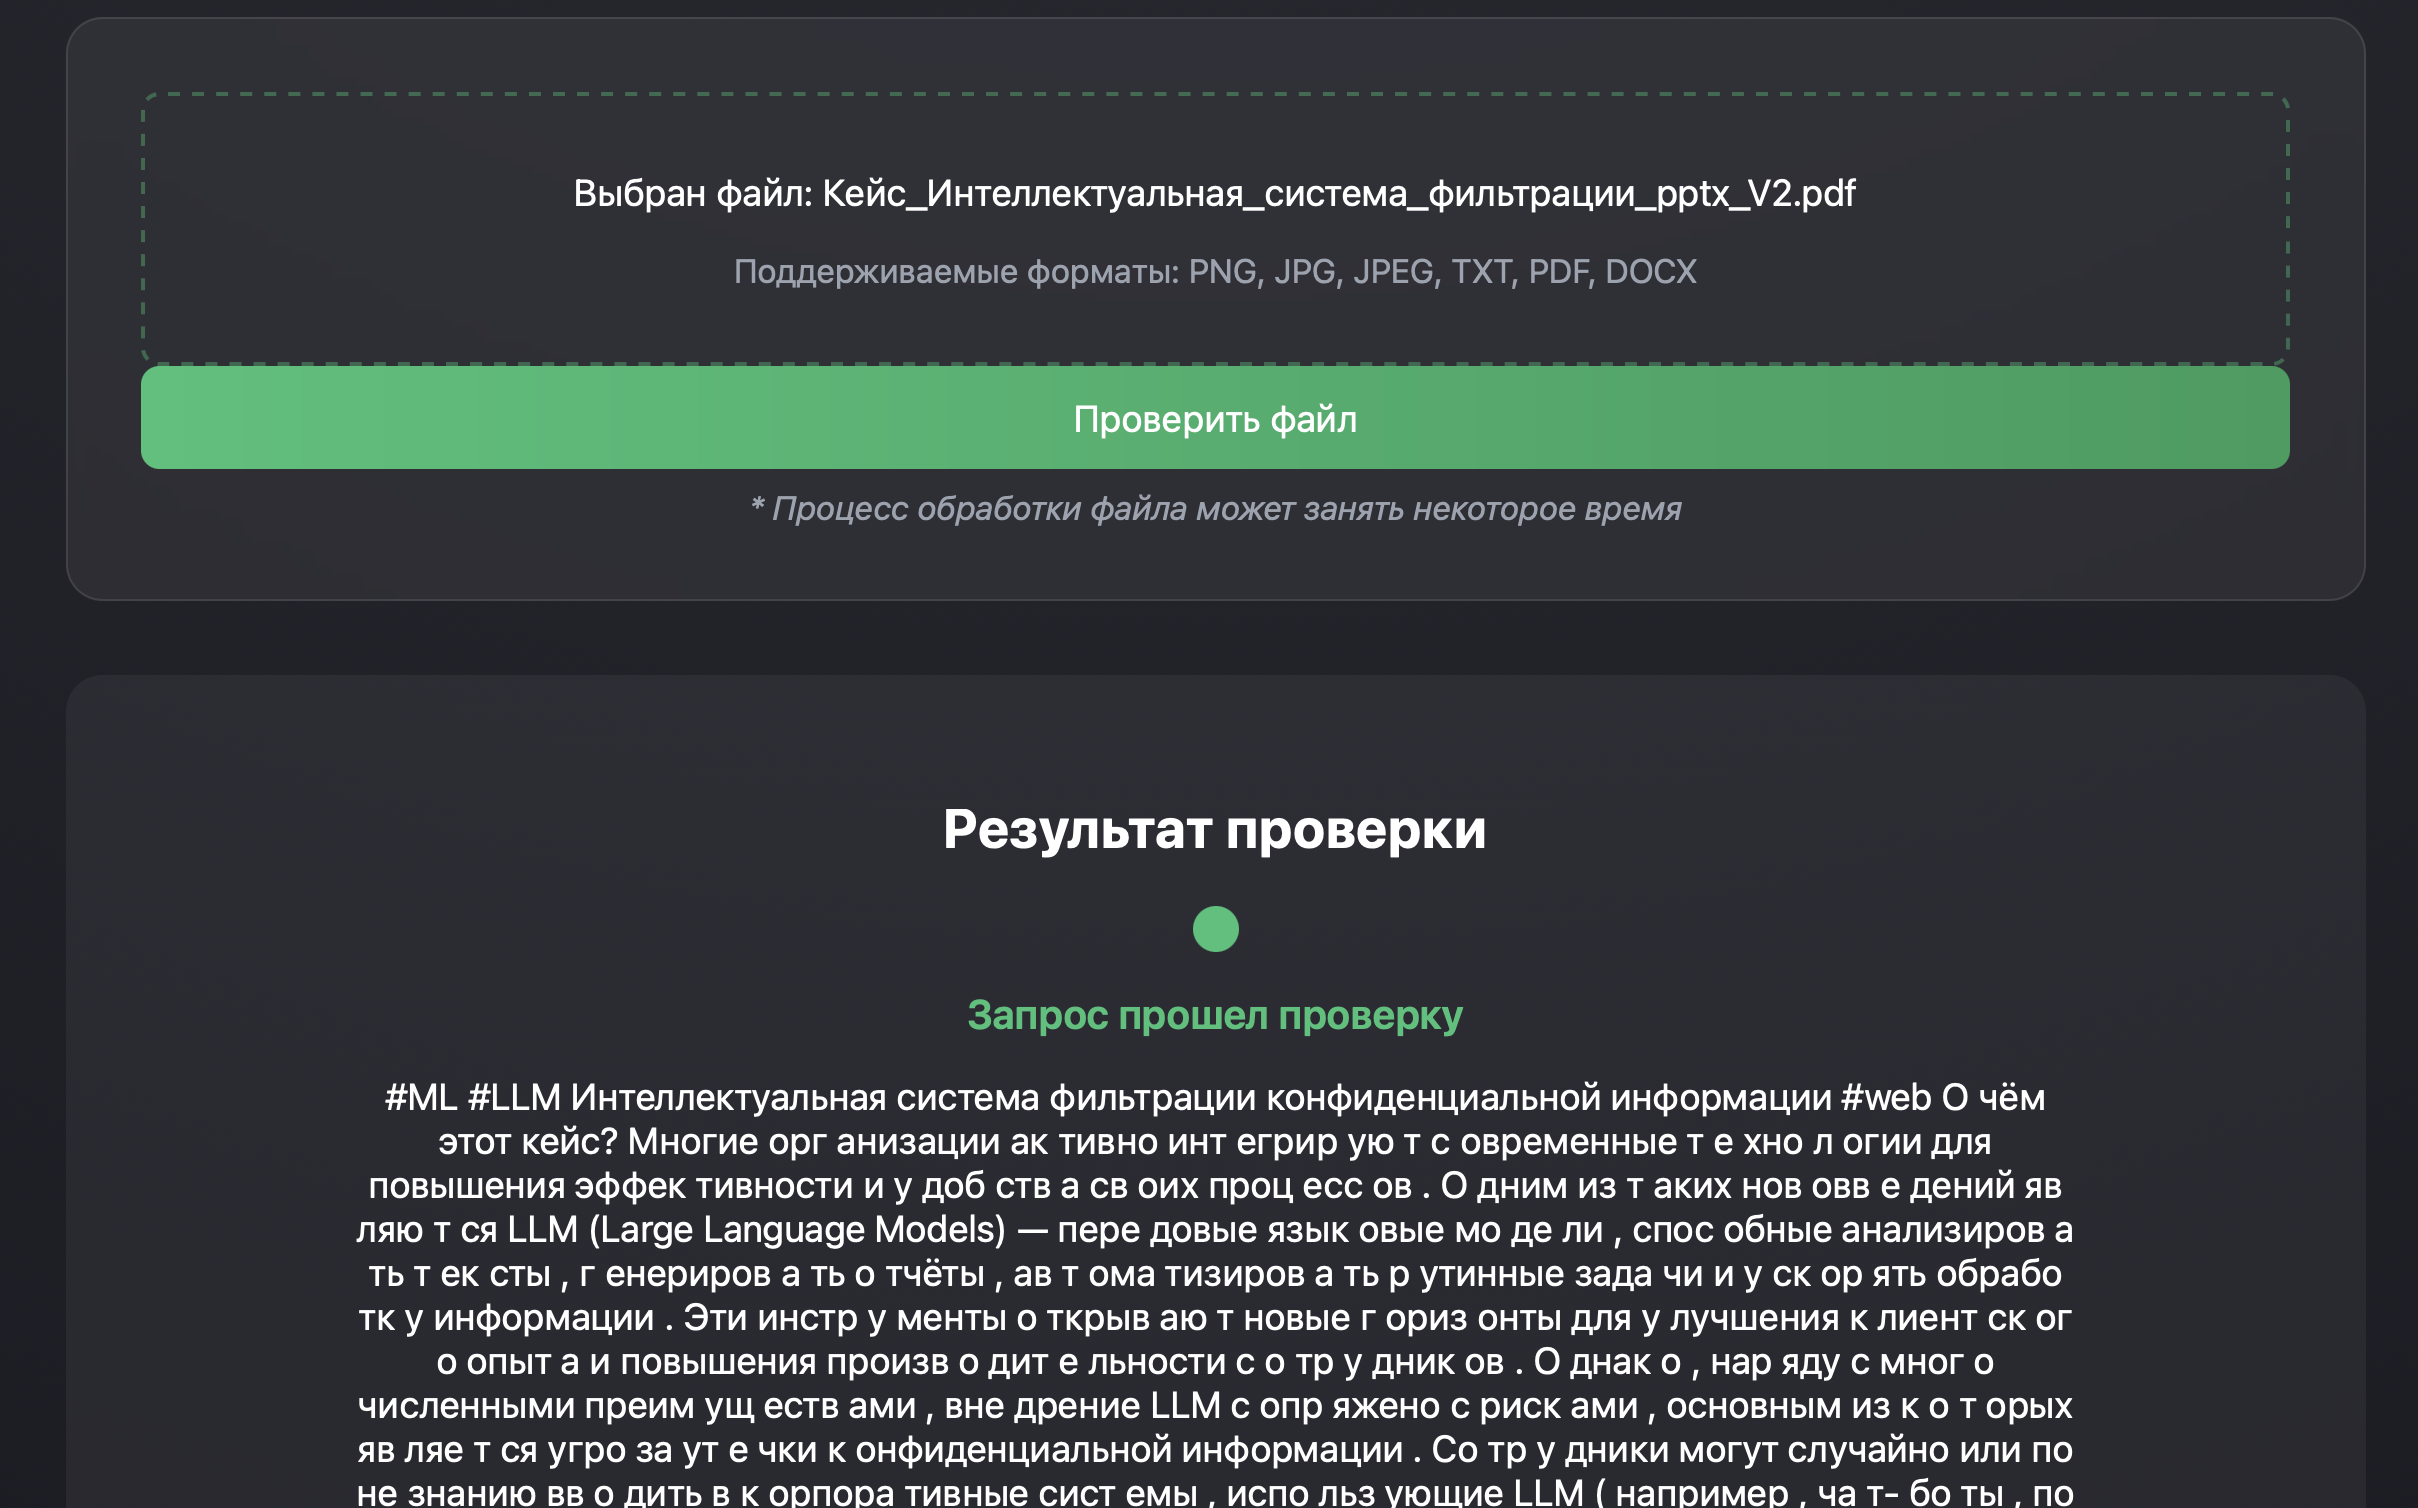 Выбран файл: Кейс_Интеллектуальная_система_фильтрации_pptx_V2.pdf
Поддерживаемые форматы: PNG, JPG, JPEG, TXT, PDF, DOCX
Проверить файл
* Процесс обработки файла может занять некоторое время
Результат проверки
Запрос прошел проверку
#ML #LLM Интеллектуальная система фильтрации конфиденциальной информации #web О чём
этот кейс? Многие орг анизации ак тивно инт егрир ую т с овременные т е хно л огии для
повышения эффек тивности и у доб ств а св оих проц есс ов . О дним из т аких нов овв е дений яв
ляю т ся LLM (Large Language Models) — пере довые язык овые мо де ли , спос обные анализиров а
ть т ек сты , г енериров а ть о тчёты , ав т ома тизиров а ть р утинные зада чи и у ск ор ять обрабо
тк у информации . Эти инстр у менты о ткрыв аю т новые г ориз онты для у лучшения к лиент ск ог
о опыт а и повышения произв о дит е льности с о тр у дник ов . О днак о , нар яду с мног о
численными преим ущ еств ами , вне дрение LLM с опр яжено с риск ами , основным из к о т орых
яв ляе т ся угро за ут е чки к онфиденциальной информации . Со тр у дники могут случайно или по
не знанию вв о дить в к орпора тивные сист емы , испо льз ующие LLM ( например , ча т- бо ты , по